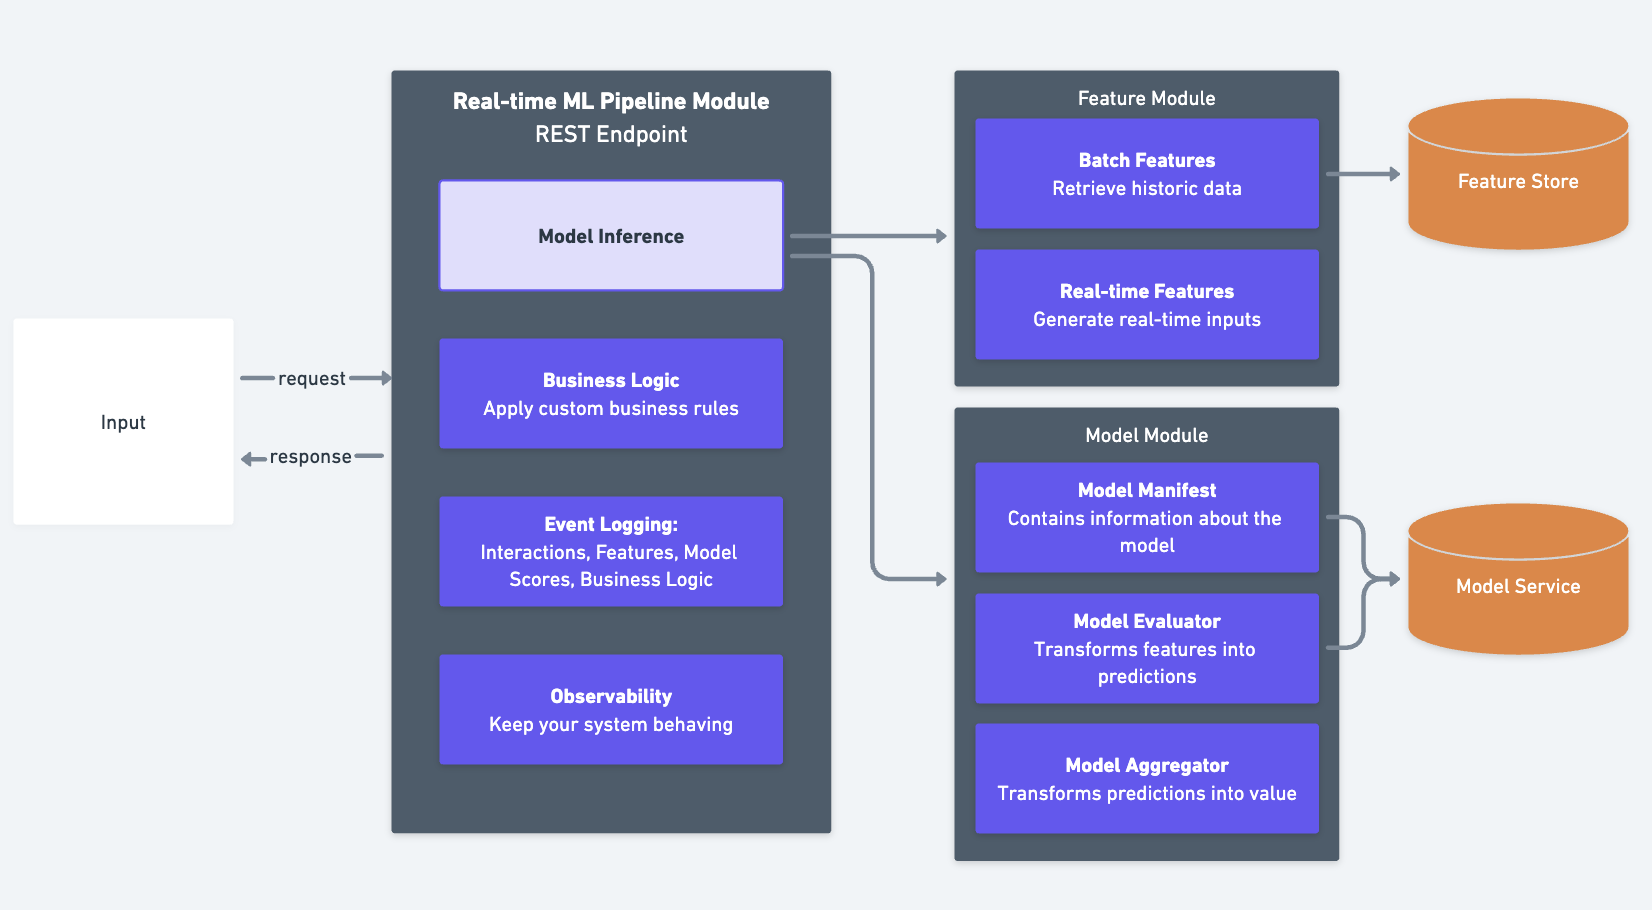 Input
request
response
Real-time ML Pipeline Module
REST Endpoint
Model Inference
Business Logic
Apply custom business rules
Event Logging:
Interactions, Features, Model
Scores, Business Logic
Observability
Keep your system behaving
Feature Module
Batch Features
Retrieve historic data
Real-time Features
Generate real-time inputs
Feature Store
Model Module
Model Manifest
Contains information about the
model
Model Evaluator
Transforms features into
predictions
Model Aggregator
Transforms predictions into value
Model Service